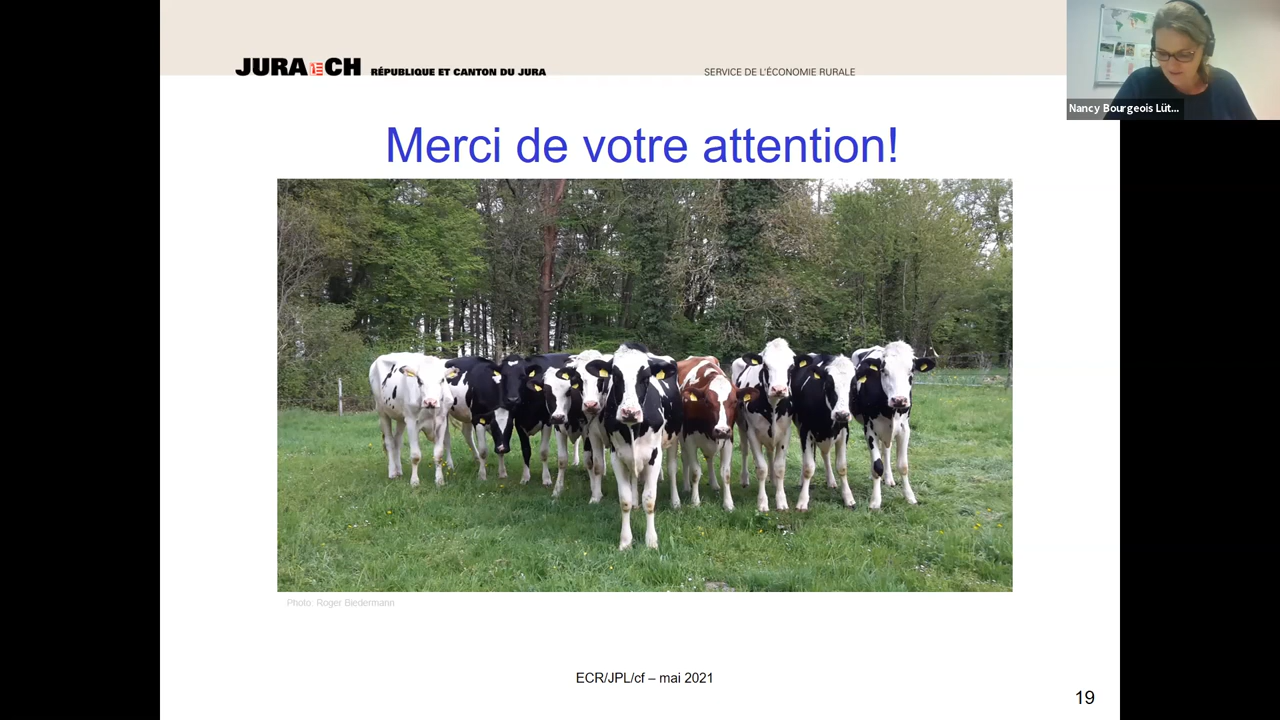 JURA CH RÉPUBLIQUE ET CANTON DU JURA
SERVICE DE L'ÉCONOMIE RURALE
Nancy Bourgeois Lüt...
Merci de votre attention!
Photo: Roger Biedermann
ECR/JPL/cf – mai 2021
19